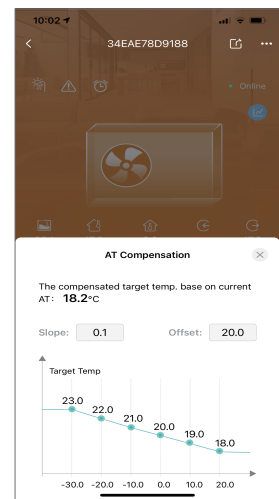 10:02
34EAE78D9188
Online
AT Compensation
The compensated target temp. base on current
AT: 18.2°C
Slope: 0.1 Offset: 20.0
Target Temp
23.0
22.0
21.0
20.0
19.0
18.0
-30.0 -20.0 -10.0 0.0 10.0 20.0